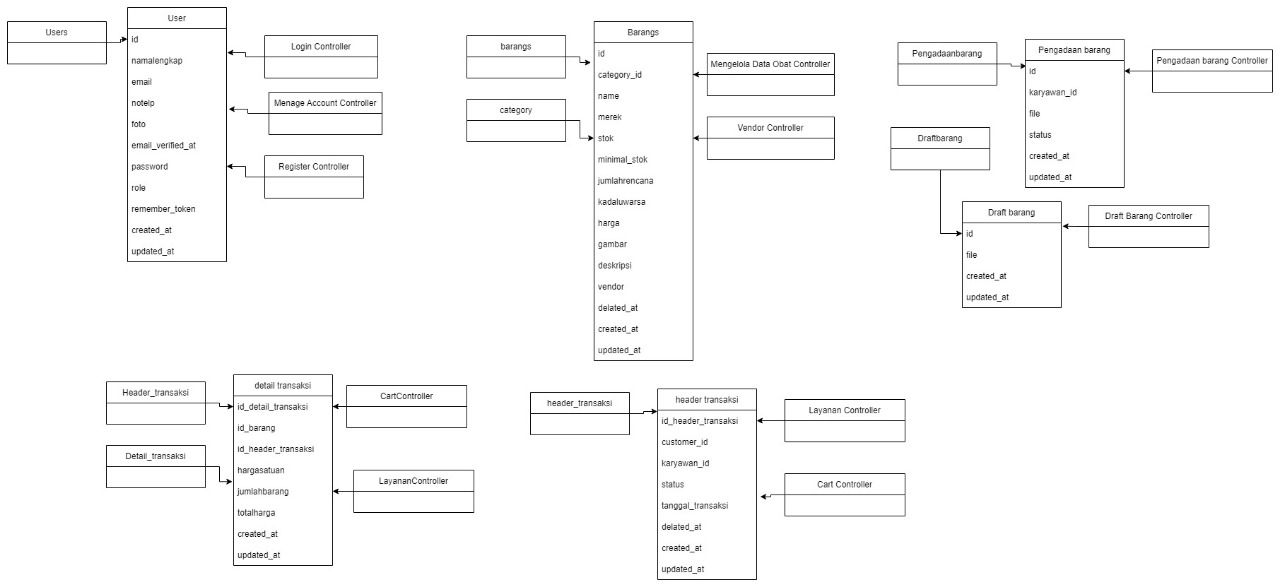 Users
User
id
namalengkap
email
notelp
foto
email_verified_at
password
role
remember_token
created_at
updated_at
Login Controller
Menage Account Controller
Register Controller
barangs
category
Barangs
id
category_id
name
merek
stok
minimal_stok
jumlahrencana
kadaluwarsa
harga
gambar
deskripsi
vendor
delated_at
created_at
updated_at
Mengelola Data Obat Controller
Vendor Controller
Pengadaanbarang
Pengadaan barang
id
karyawan_id
file
status
created_at
updated_at
Pengadaan barang Controller
Draftbarang
Draft barang
id
file
created_at
updated_at
Draft Barang Controller
Header_transaksi
Detail_transaksi
detail transaksi
id_detail_transaksi
id_barang
id_header_transaksi
hargasatuan
jumlahbarang
totalharga
created_at
updated_at
CartController
LayananController
header_transaksi
header transaksi
id_header_transaksi
customer_id
karyawan_id
status
tanggal_transaksi
delated_at
created_at
updated_at
Layanan Controller
Cart Controller